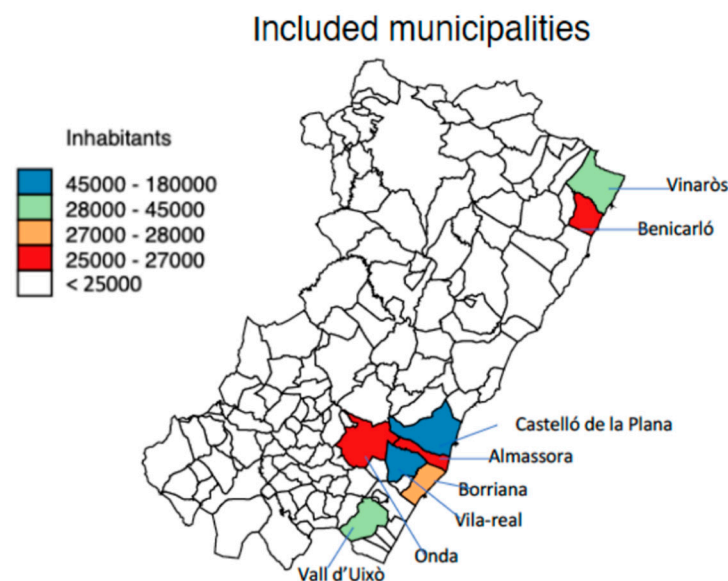 Included municipalities
Inhabitants
45000 - 180000
28000 - 45000
27000 - 28000
25000 - 27000
< 25000
Vinaròs
Benicarló
Castelló de la Plana
Almassora
Borriana
Vila-real
Onda
Vall d'Uixò